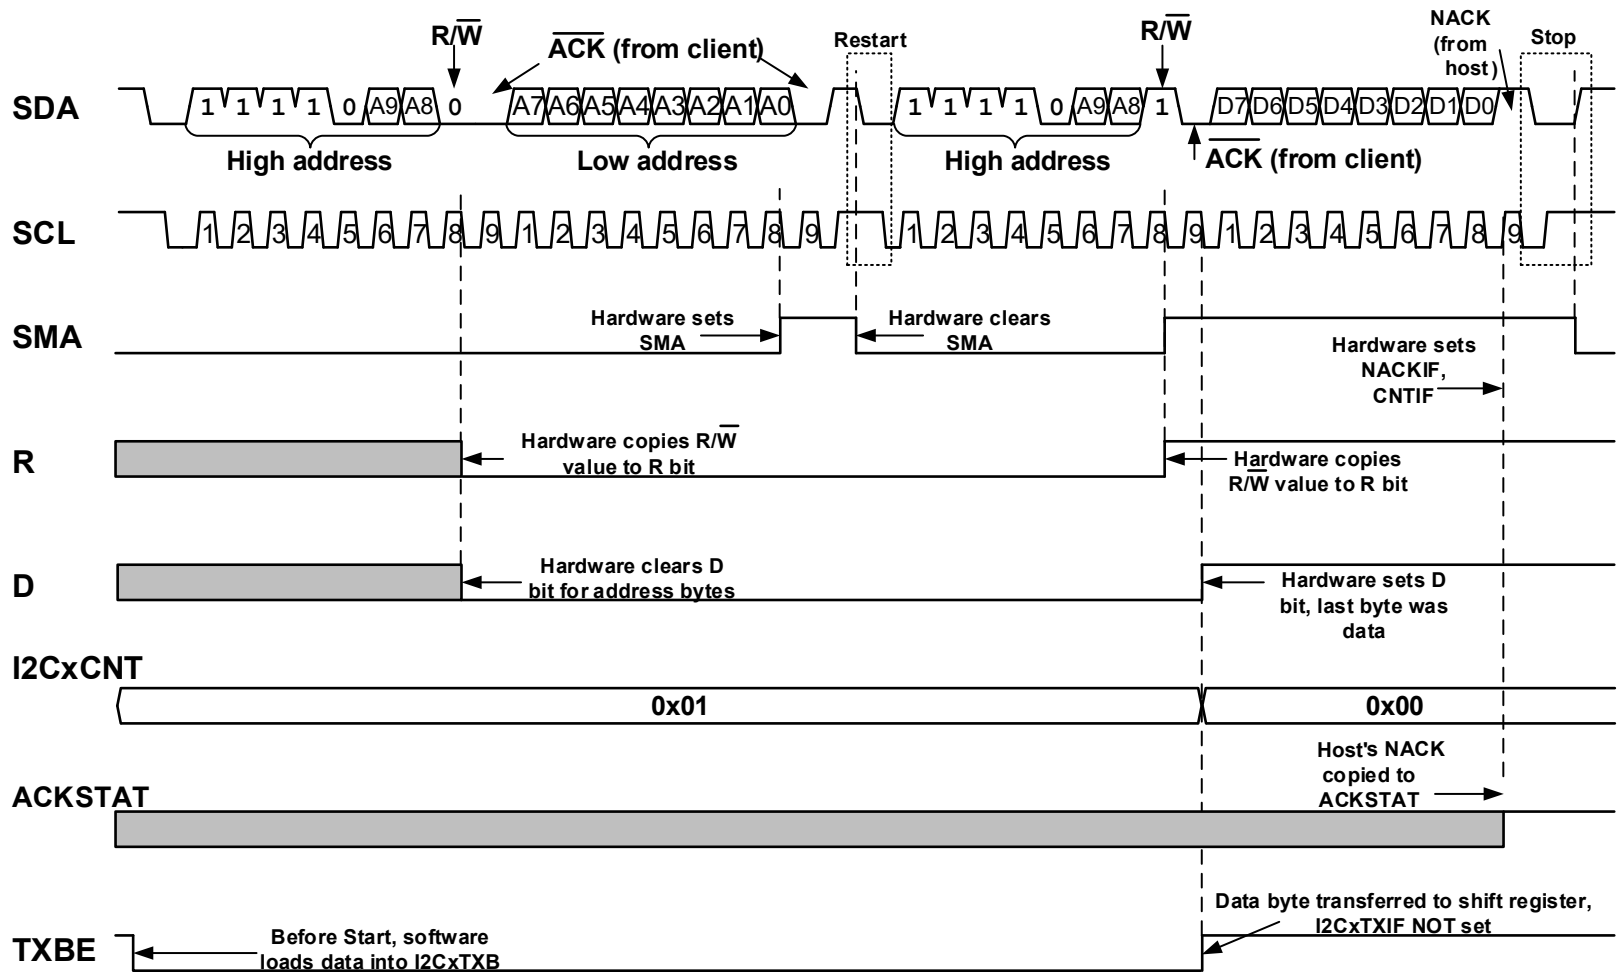 R/W
ACK (from client)
Restart
R/W
NACK
(from
host)
Stop
SDA
1 1 1 1 0 A9 A8 0 A7 A6 A5 A4 A3 A2 A1 A0 1 1 1 1 0 A9 A8 1 D7 D6 D5 D4 D3 D2 D1 D0
High address
Low address
High address
ACK (from client)
SCL
1 2 3 4 5 6 7 8 9 1 2 3 4 5 6 7 8 9 1 2 3 4 5 6 7 8 9 1 2 3 4 5 6 7 8 9
SMA
Hardware sets
SMA
Hardware clears
SMA
Hardware sets
NACKIF,
CNTIF
R
Hardware copies R/W
value to R bit
Hardware copies
R/W value to R bit
D
Hardware clears D
bit for address bytes
Hardware sets D
bit, last byte was
data
I2CxCNT
0x01
0x00
ACKSTAT
Host's NACK
copied to
ACKSTAT
TXBE
Before Start, software
loads data into I2CxTXB
Data byte transferred to shift register,
I2CxTXIF NOT set